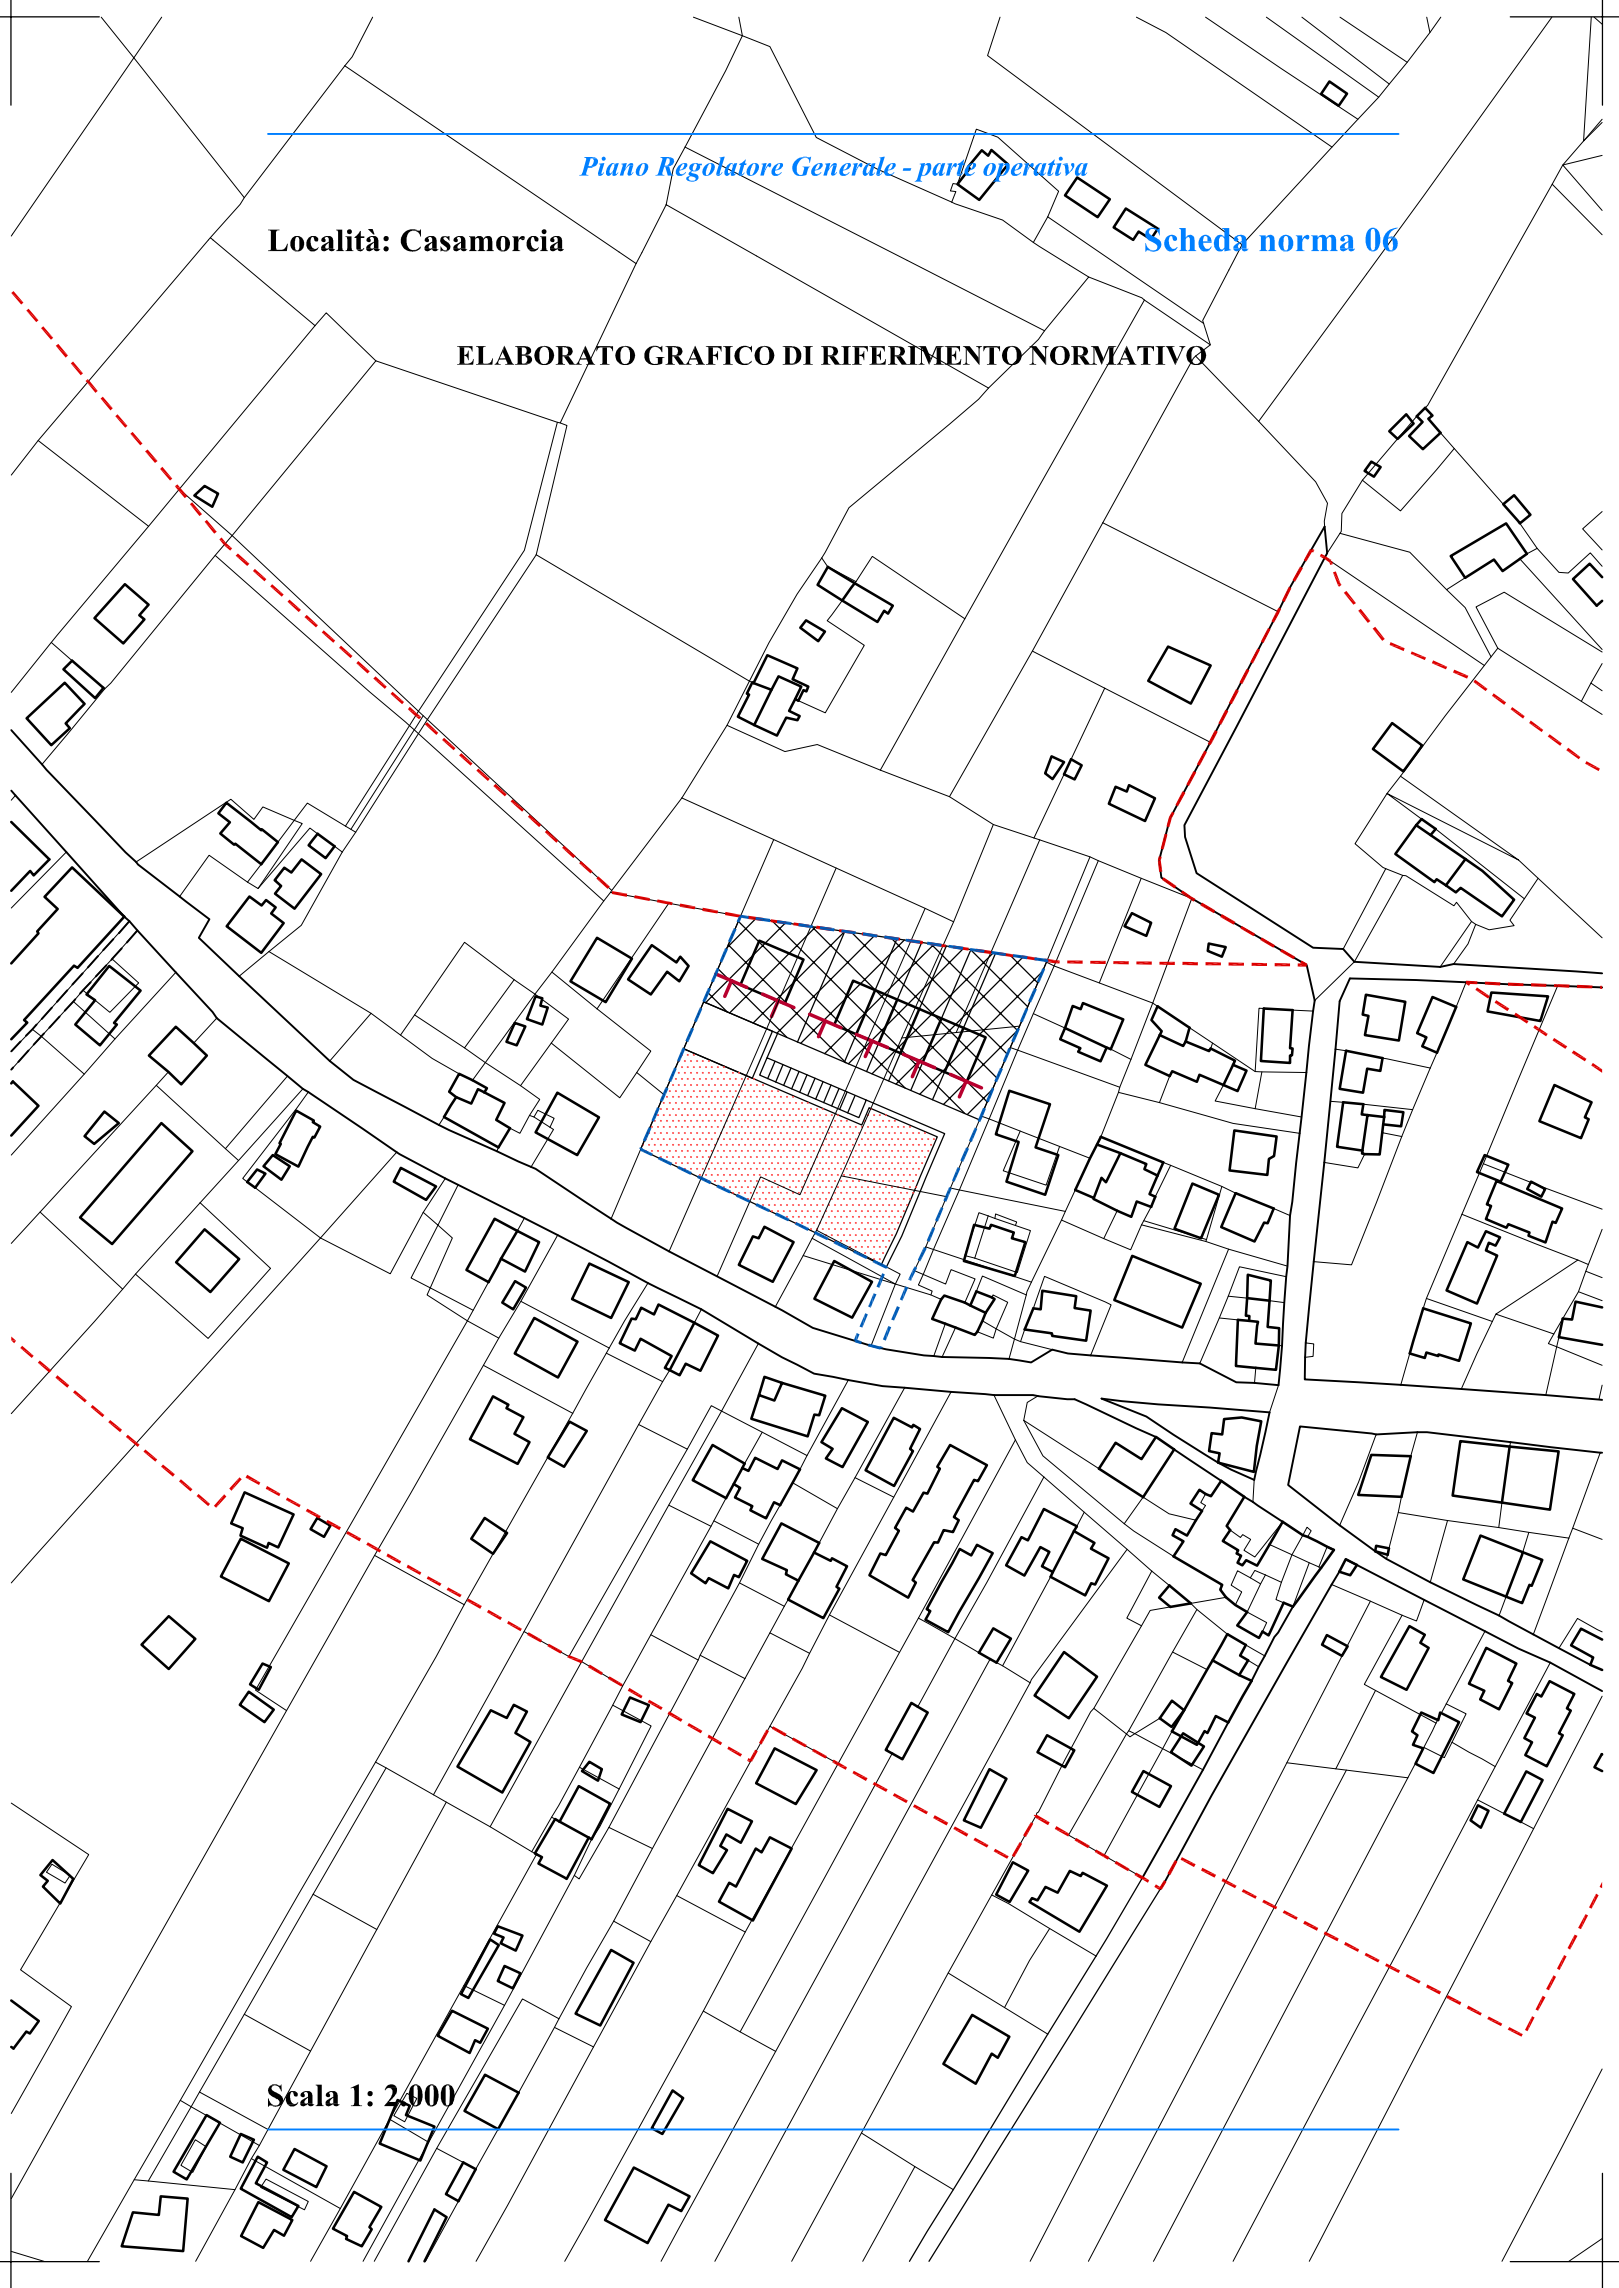 Piano Regolatore Generale - parte operativa
Località: Casamorcia
Scheda norma 06
ELABORATO GRAFICO DI RIFERIMENTO NORMATIVO
Scala 1: 2.000